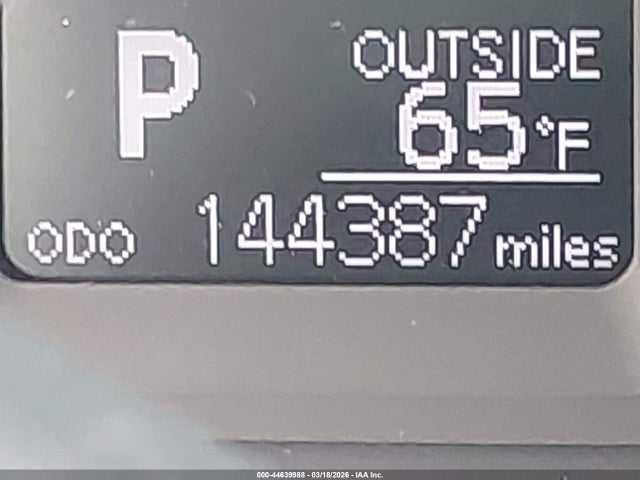 P
OUTSIDE
65°F
ODO 144387 miles
000-44639988 - 03/18/2026 - IAA Inc.